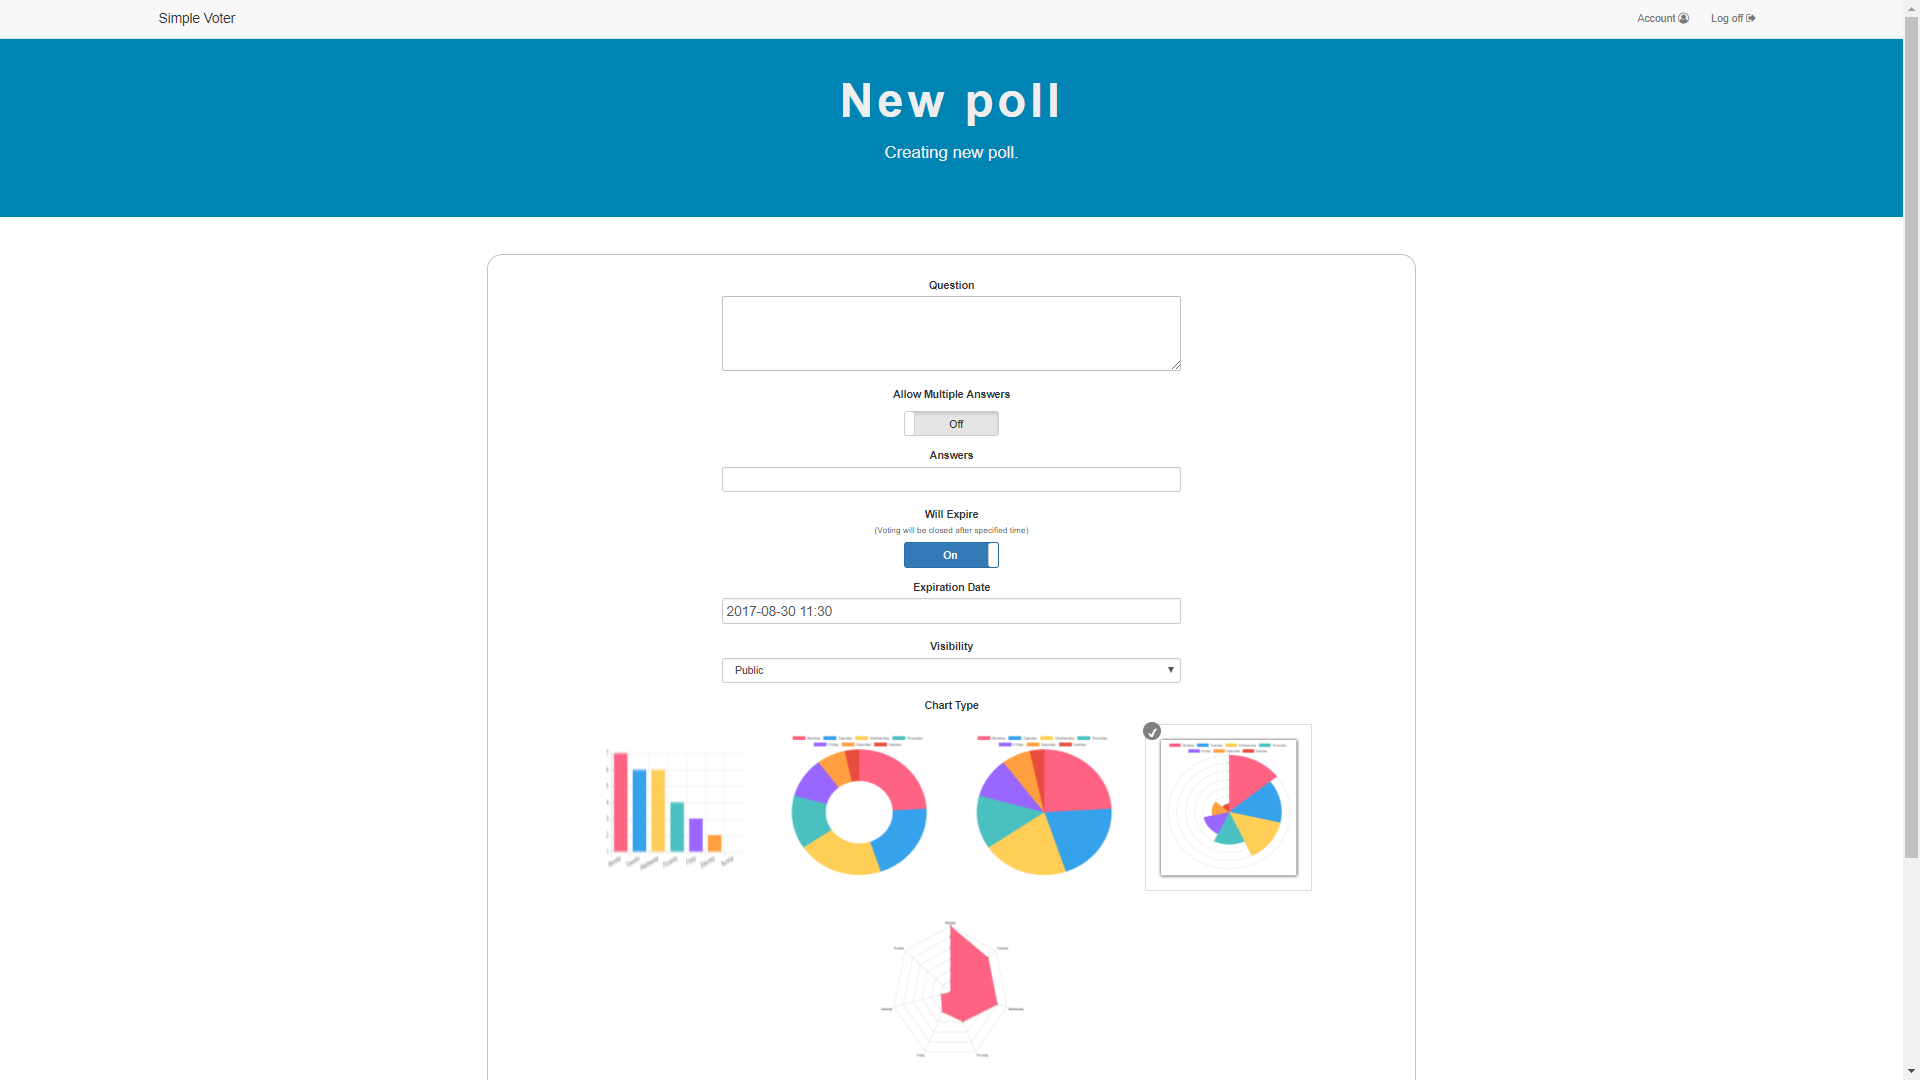 Simple Voter
Account
Log off
New poll
Creating new poll.
Question
Allow Multiple Answers
Off
Answers
Will Expire
(Voting will be closed after specified time)
On
Expiration Date
2017-08-30 11:30
Visibility
Public
Chart Type